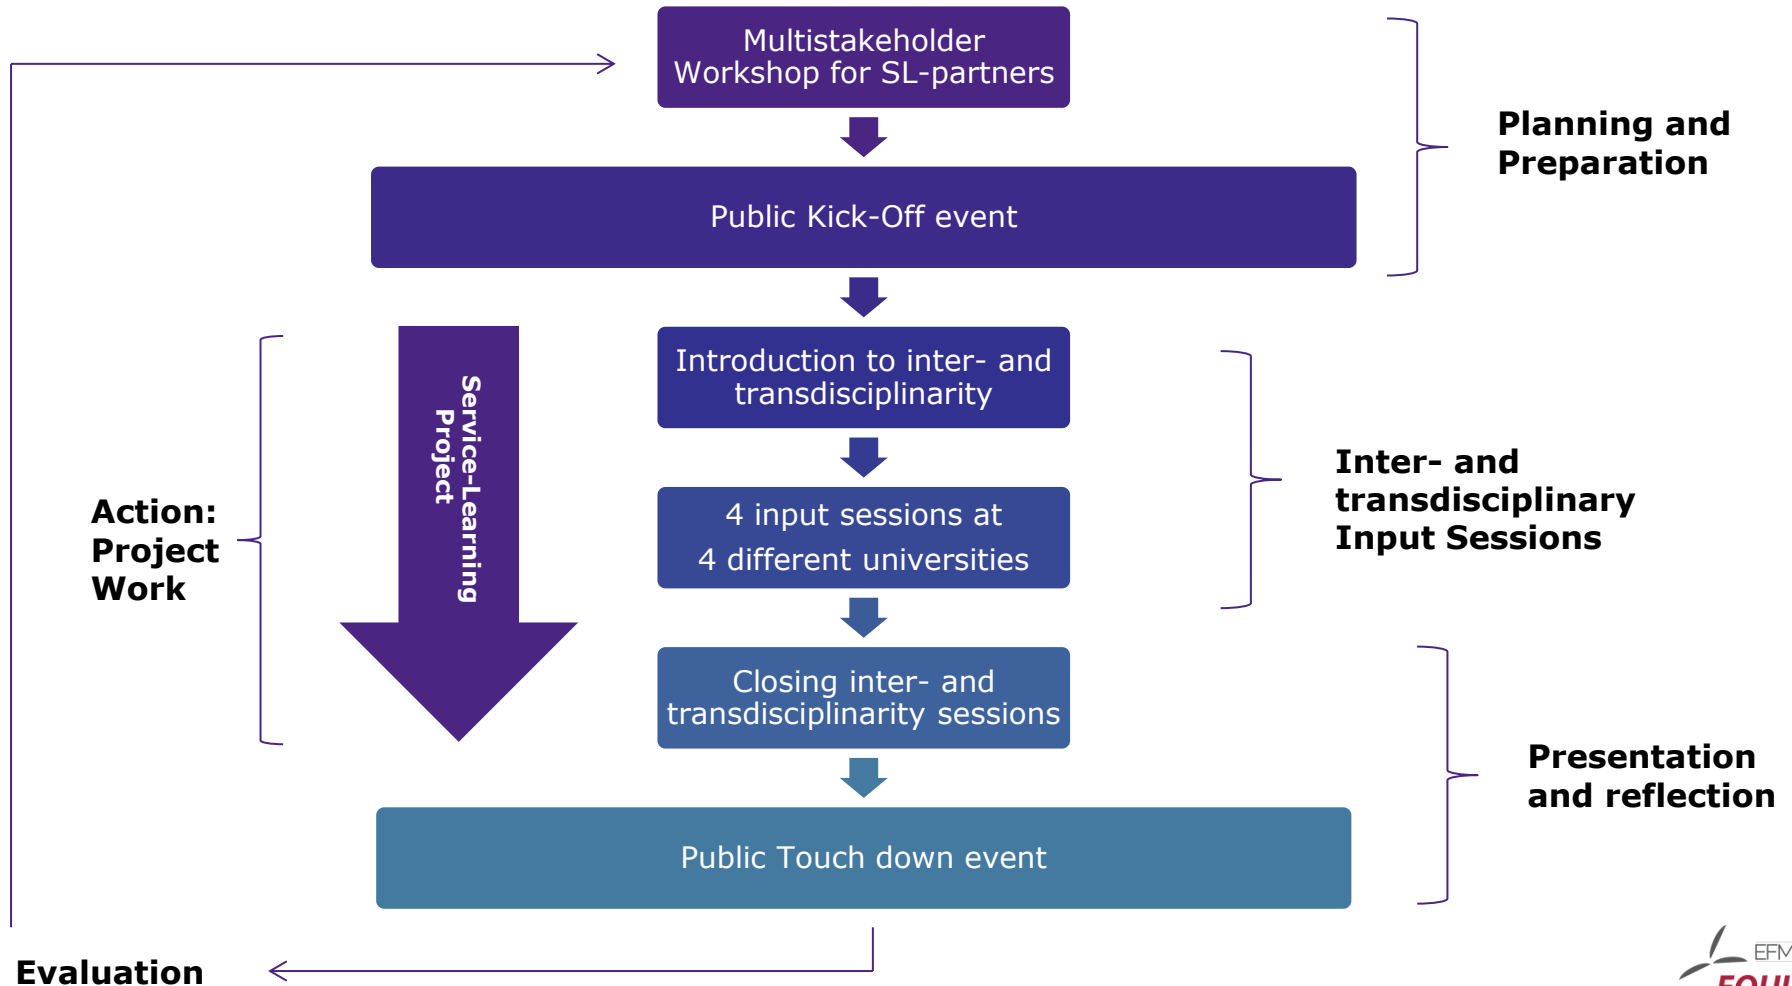 Multistakeholder
Workshop for SL-partners
Planning and
Preparation
Public Kick-Off event
Introduction to inter- and
transdisciplinarity
Service-Learning
Project
Action:
Project
Work
4 input sessions at
4 different universities
Inter- and
transdisciplinary
Input Sessions
Closing inter- and
transdisciplinarity sessions
Presentation
and reflection
Public Touch down event
Evaluation